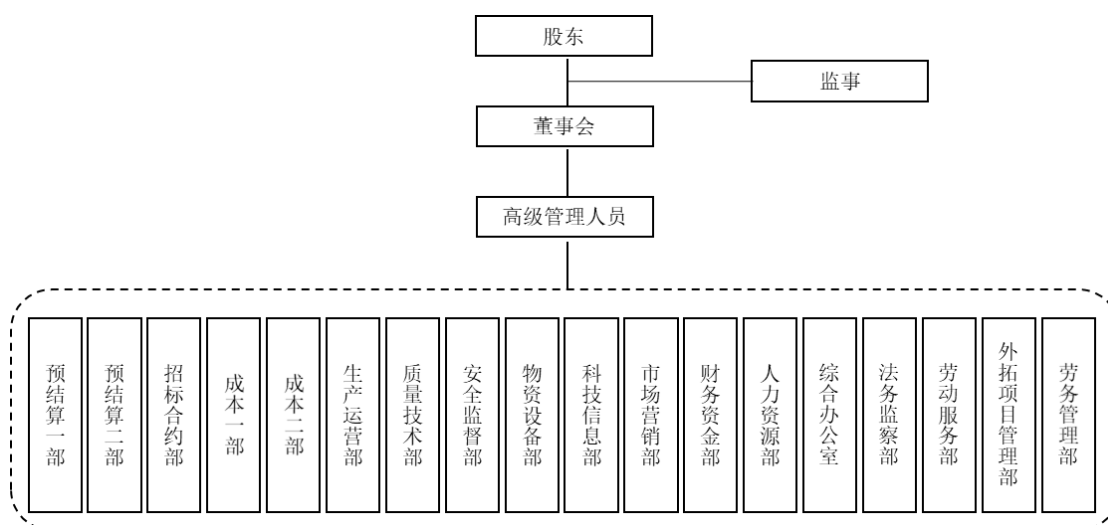 股东
监事
董事会
高级管理人员
预结算一部
预结算二部
招标合约部
成本一部
成本二部
生产运营部
质量技术部
安全监督部
物资设备部
科技信息部
市场营销部
财务资金部
人力资源部
综合办公室
法务监察部
劳动服务部
外拓项目管理部
劳务管理部